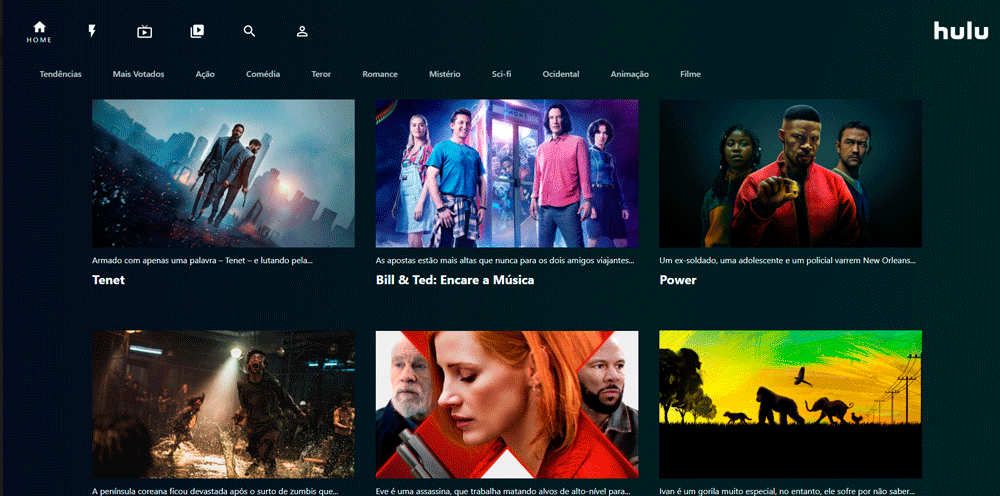 hulu
HOME
Tendências Mais Votados Ação Comédia Teror Romance Mistério Sci-fi Ocidental Animação Filme
Armado com apenas uma palavra – Tenet – e lutando pela...
Tenet
As apostas estão mais altas que nunca para os dois amigos viajantes...
Bill & Ted: Encare a Música
Um ex-soldado, uma adolescente e um policial varrem New Orleans...
Power
A península coreana ficou devastada após o surto de zumbis que...
Eve é uma assassina, que trabalha matando alvos de alto-nível para...
Ivan é um gorila muito especial, no entanto, ele sofre por não saber...